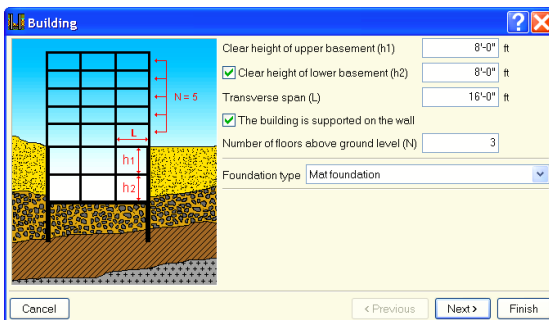 Building
Clear height of upper basement (h1) 8'-0" ft
Clear height of lower basement (h2) 8'-0" ft
N = 5
Transverse span (L) 16'-0" ft
L
The building is supported on the wall
Number of floors above ground level (N) 3
h1
Foundation type Mat foundation
h2
Cancel < Previous Next > Finish